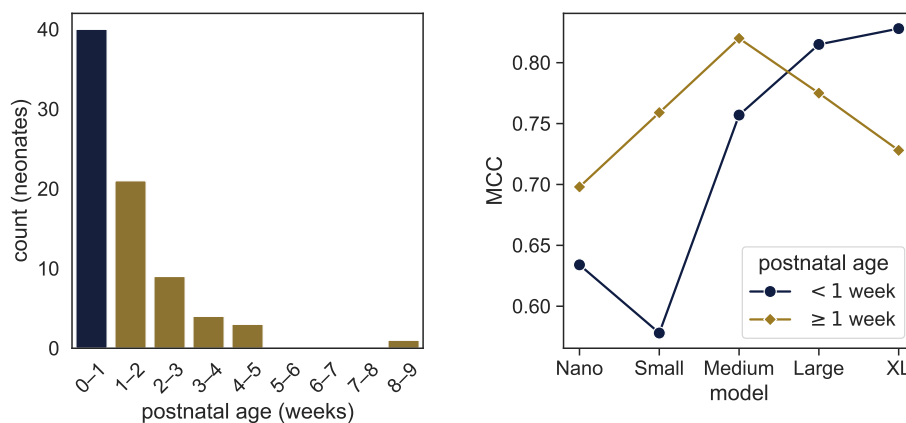 40
30
20
10
0
count (neonates)
0–1
1–2
2–3
3–4
4–5
5–6
6–7
7–8
8–9
postnatal age (weeks)
0.80
0.75
0.70
0.65
0.60
MCC
postnatal age
< 1 week
≥ 1 week
Nano Small Medium Large XL
model